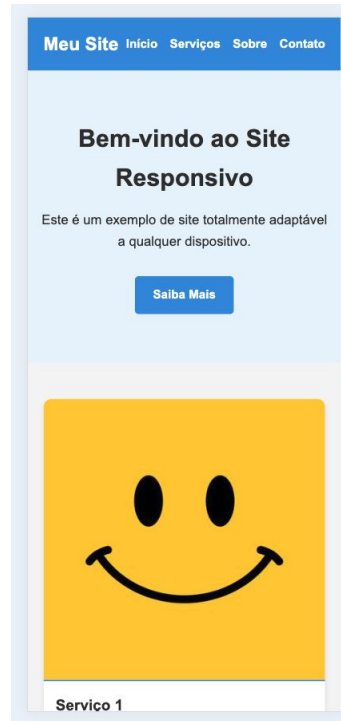 Meu Site Início Serviços Sobre Contato
Bem-vindo ao Site
Responsivo
Este é um exemplo de site totalmente adaptável
a qualquer dispositivo.
Saiba Mais
Serviço 1